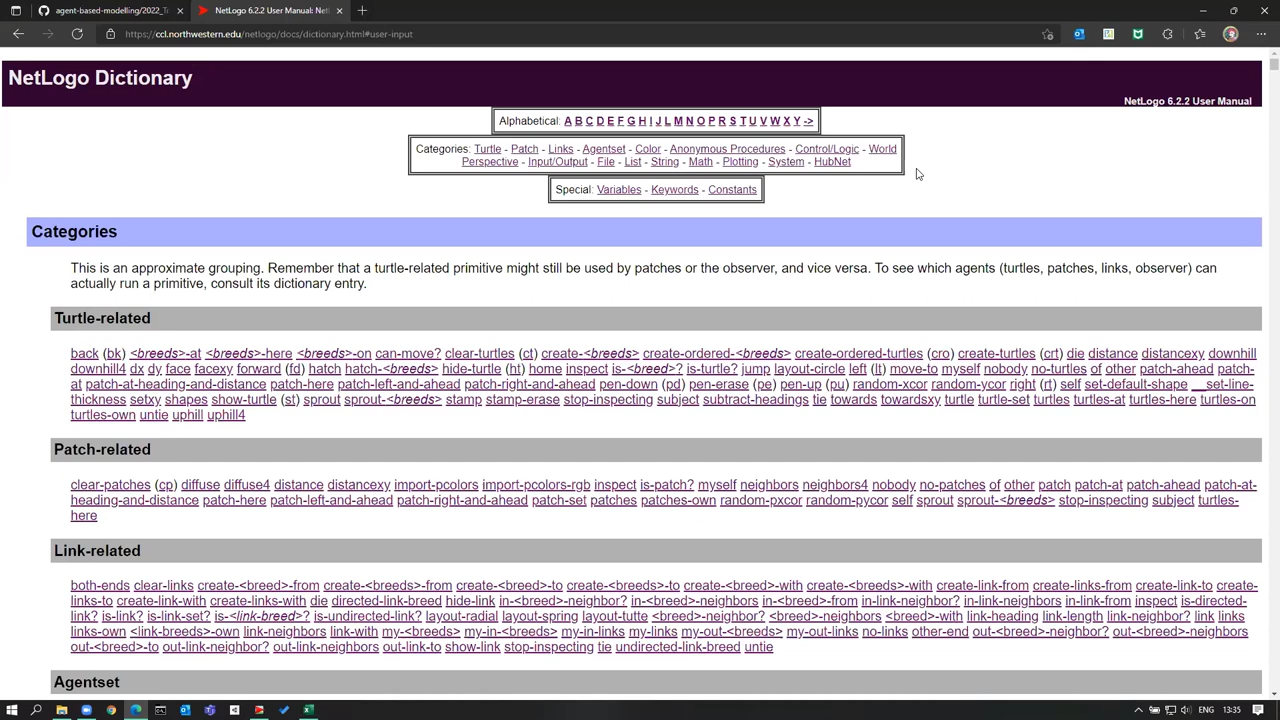 agent-based-modelling/2022_T
NetLogo 6.2.2 User Manual: Net
https://ccl.northwestern.edu/netlogo/docs/dictionary.html#user-input
NetLogo Dictionary
NetLogo 6.2.2 User Manual
Alphabetical: A B C D E F G H I J L M N O P R S T U V W X Y ->
Categories: Turtle - Patch - Links - Agentset - Color - Anonymous Procedures - Control/Logic - World
Perspective - Input/Output - File - List - String - Math - Plotting - System - HubNet
Special: Variables - Keywords - Constants
Categories
This is an approximate grouping. Remember that a turtle-related primitive might still be used by patches or the observer, and vice versa. To see which agents (turtles, patches, links, observer) can
actually run a primitive, consult its dictionary entry.
Turtle-related
back (bk) <breeds>-at <breeds>-here <breeds>-on can-move? clear-turtles (ct) create-<breeds> create-ordered-<breeds> create-ordered-turtles (cro) create-turtles (crt) die distance distancexy downhill
downhill4 dx dy face facexy forward (fd) hatch hatch-<breeds> hide-turtle (ht) home inspect is-<breed>? is-turtle? jump layout-circle left (lt) move-to myself nobody no-turtles of other patch-ahead patch-
at patch-at-heading-and-distance patch-here patch-left-and-ahead patch-right-and-ahead pen-down (pd) pen-erase (pe) pen-up (pu) random-xcor random-ycor right (rt) self set-default-shape __set-line-
thickness setxy shapes show-turtle (st) sprout sprout-<breeds> stamp stamp-erase stop-inspecting subject subtract-headings tie towards towardsxy turtle turtle-set turtles turtles-at turtles-here turtles-on
turtles-own untie uphill uphill4
Patch-related
clear-patches (cp) diffuse diffuse4 distance distancexy import-pcolors import-pcolors-rgb inspect is-patch? myself neighbors neighbors4 nobody no-patches of other patch patch-at patch-ahead patch-at-
heading-and-distance patch-here patch-left-and-ahead patch-right-and-ahead patch-set patches patches-own random-pxcor random-pycor self sprout sprout-<breeds> stop-inspecting subject turtles-
here
Link-related
both-ends clear-links create-<breed>-from create-<breeds>-from create-<breed>-to create-<breeds>-to create-<breed>-with create-<breeds>-with create-link-from create-links-from create-link-to create-
links-to create-link-with create-links-with die directed-link-breed hide-link in-<breed>-neighbor? in-<breed>-neighbors in-<breed>-from in-link-neighbor? in-link-neighbors in-link-from inspect is-directed-
link? is-link? is-link-set? is-<link-breed>? is-undirected-link? layout-radial layout-spring layout-tutte <breed>-neighbor? <breed>-neighbors <breed>-with link-heading link-length link-neighbor? link links
links-own <link-breeds>-own link-neighbors link-with my-<breeds> my-in-<breeds> my-in-links my-links my-out-<breeds> my-out-links no-links other-end out-<breed>-neighbor? out-<breed>-neighbors
out-<breed>-to out-link-neighbor? out-link-neighbors out-link-to show-link stop-inspecting tie undirected-link-breed untie
Agentset
ENG
13:35